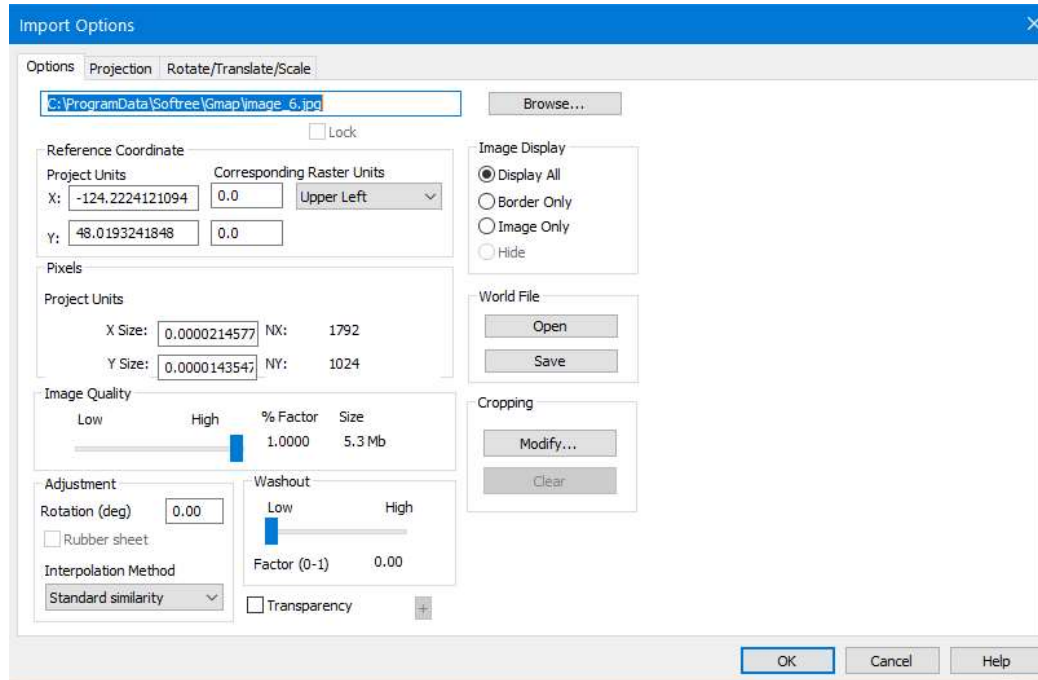 Import Options
Options Projection Rotate/Translate/Scale
C:\ProgramData\Softree\Gmap\image_6.jpg
Browse...
Lock
Reference Coordinate
Project Units Corresponding Raster Units
X: -124.2224121094 0.0 Upper Left
Y: 48.0193241848 0.0
Image Display
Display All
Border Only
Image Only
Hide
Pixels
Project Units
X Size: 0.0000214577 NX: 1792
Y Size: 0.0000143547 NY: 1024
World File
Open
Save
Image Quality
Low High % Factor Size
1.0000 5.3 Mb
Cropping
Modify...
Clear
Adjustment
Rotation (deg) 0.00
Rubber sheet
Interpolation Method
Standard similarity
Washout
Low High
Factor (0-1) 0.00
Transparency +
OK Cancel Help